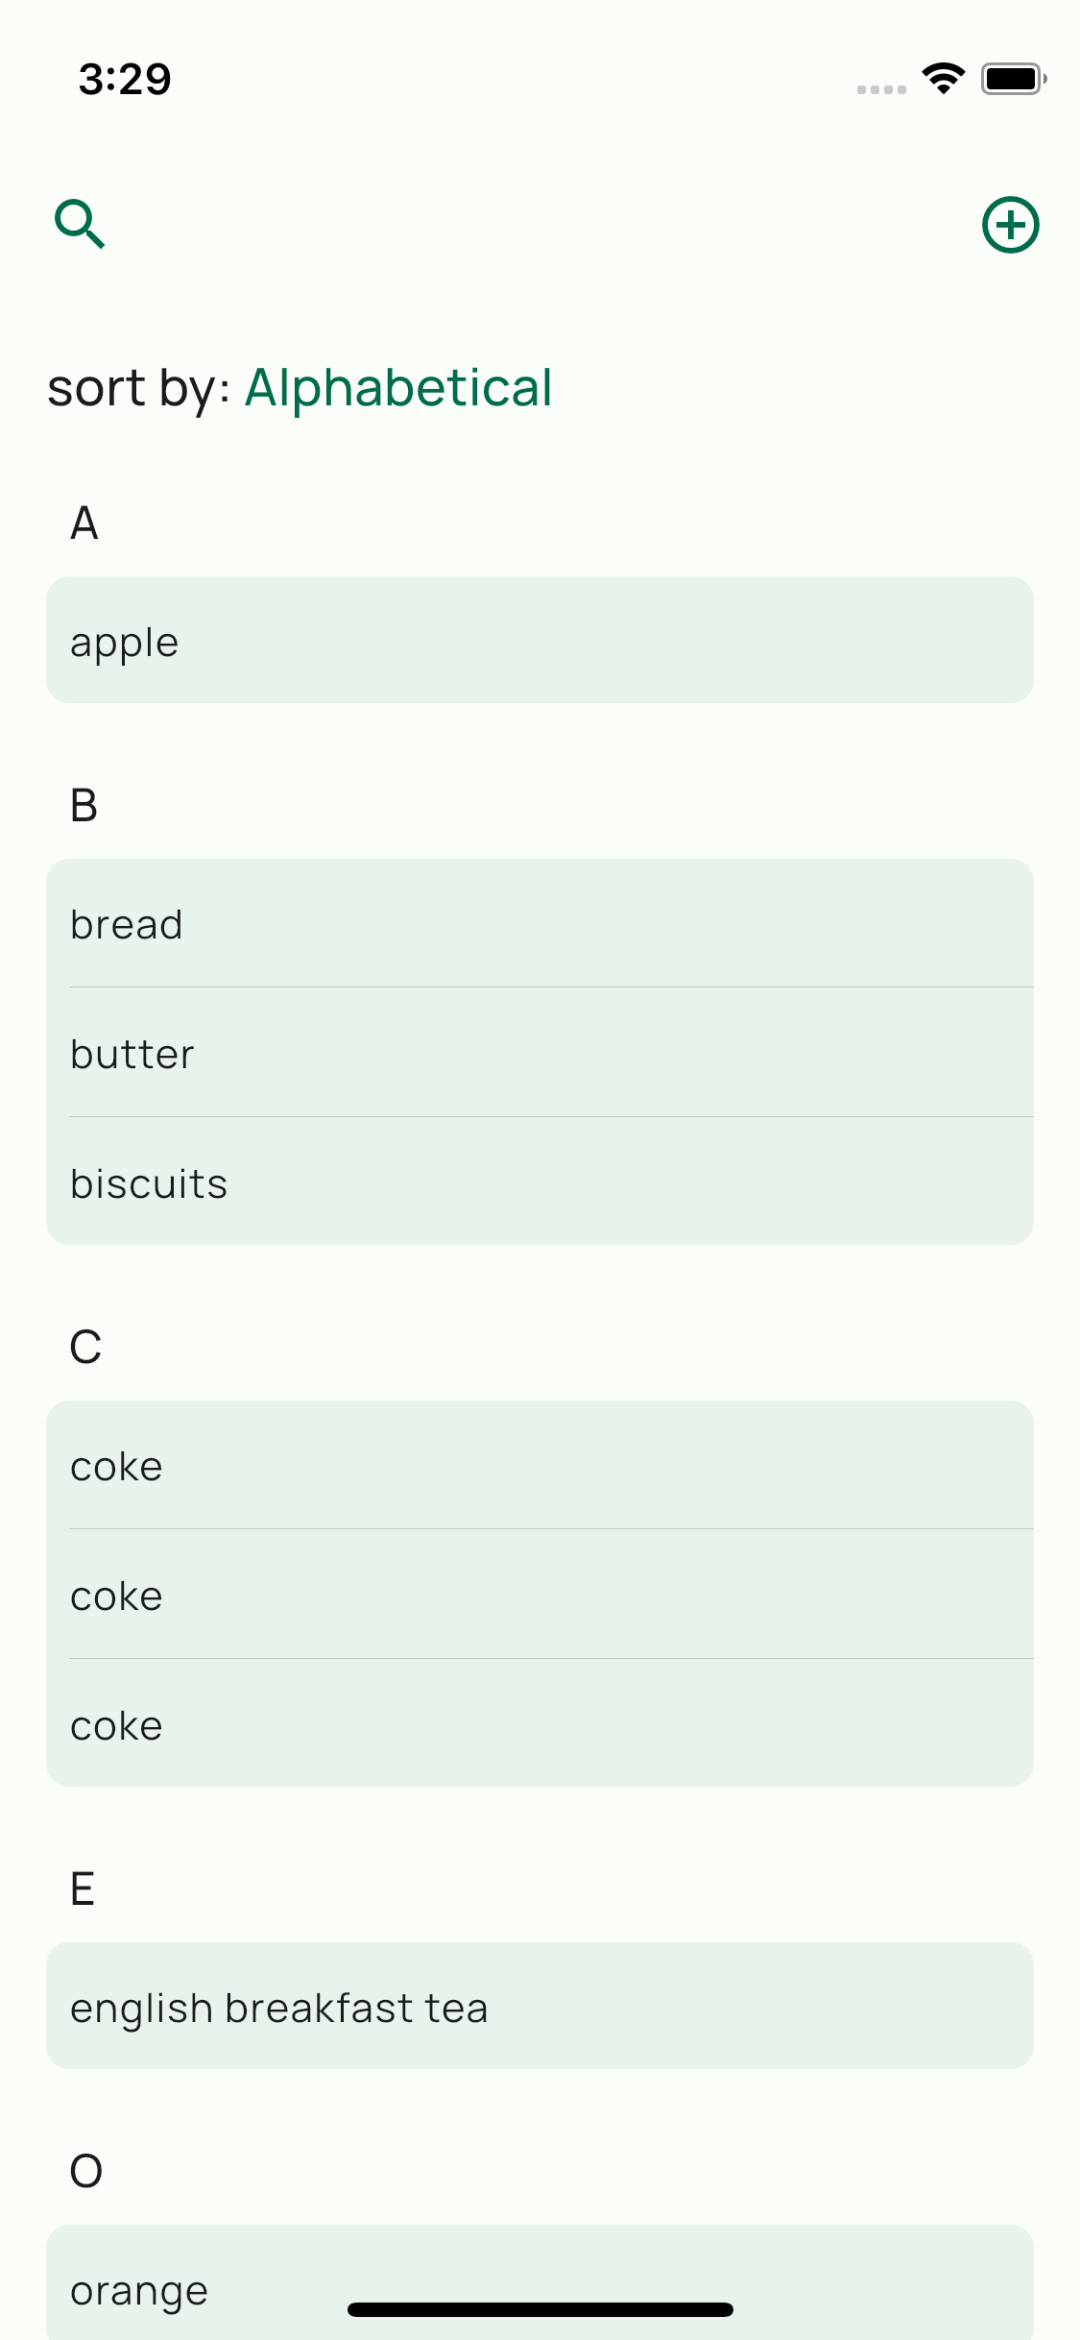 3:29
sort by: Alphabetical
A
apple
B
bread
butter
biscuits
C
coke
coke
coke
E
english breakfast tea
O
orange